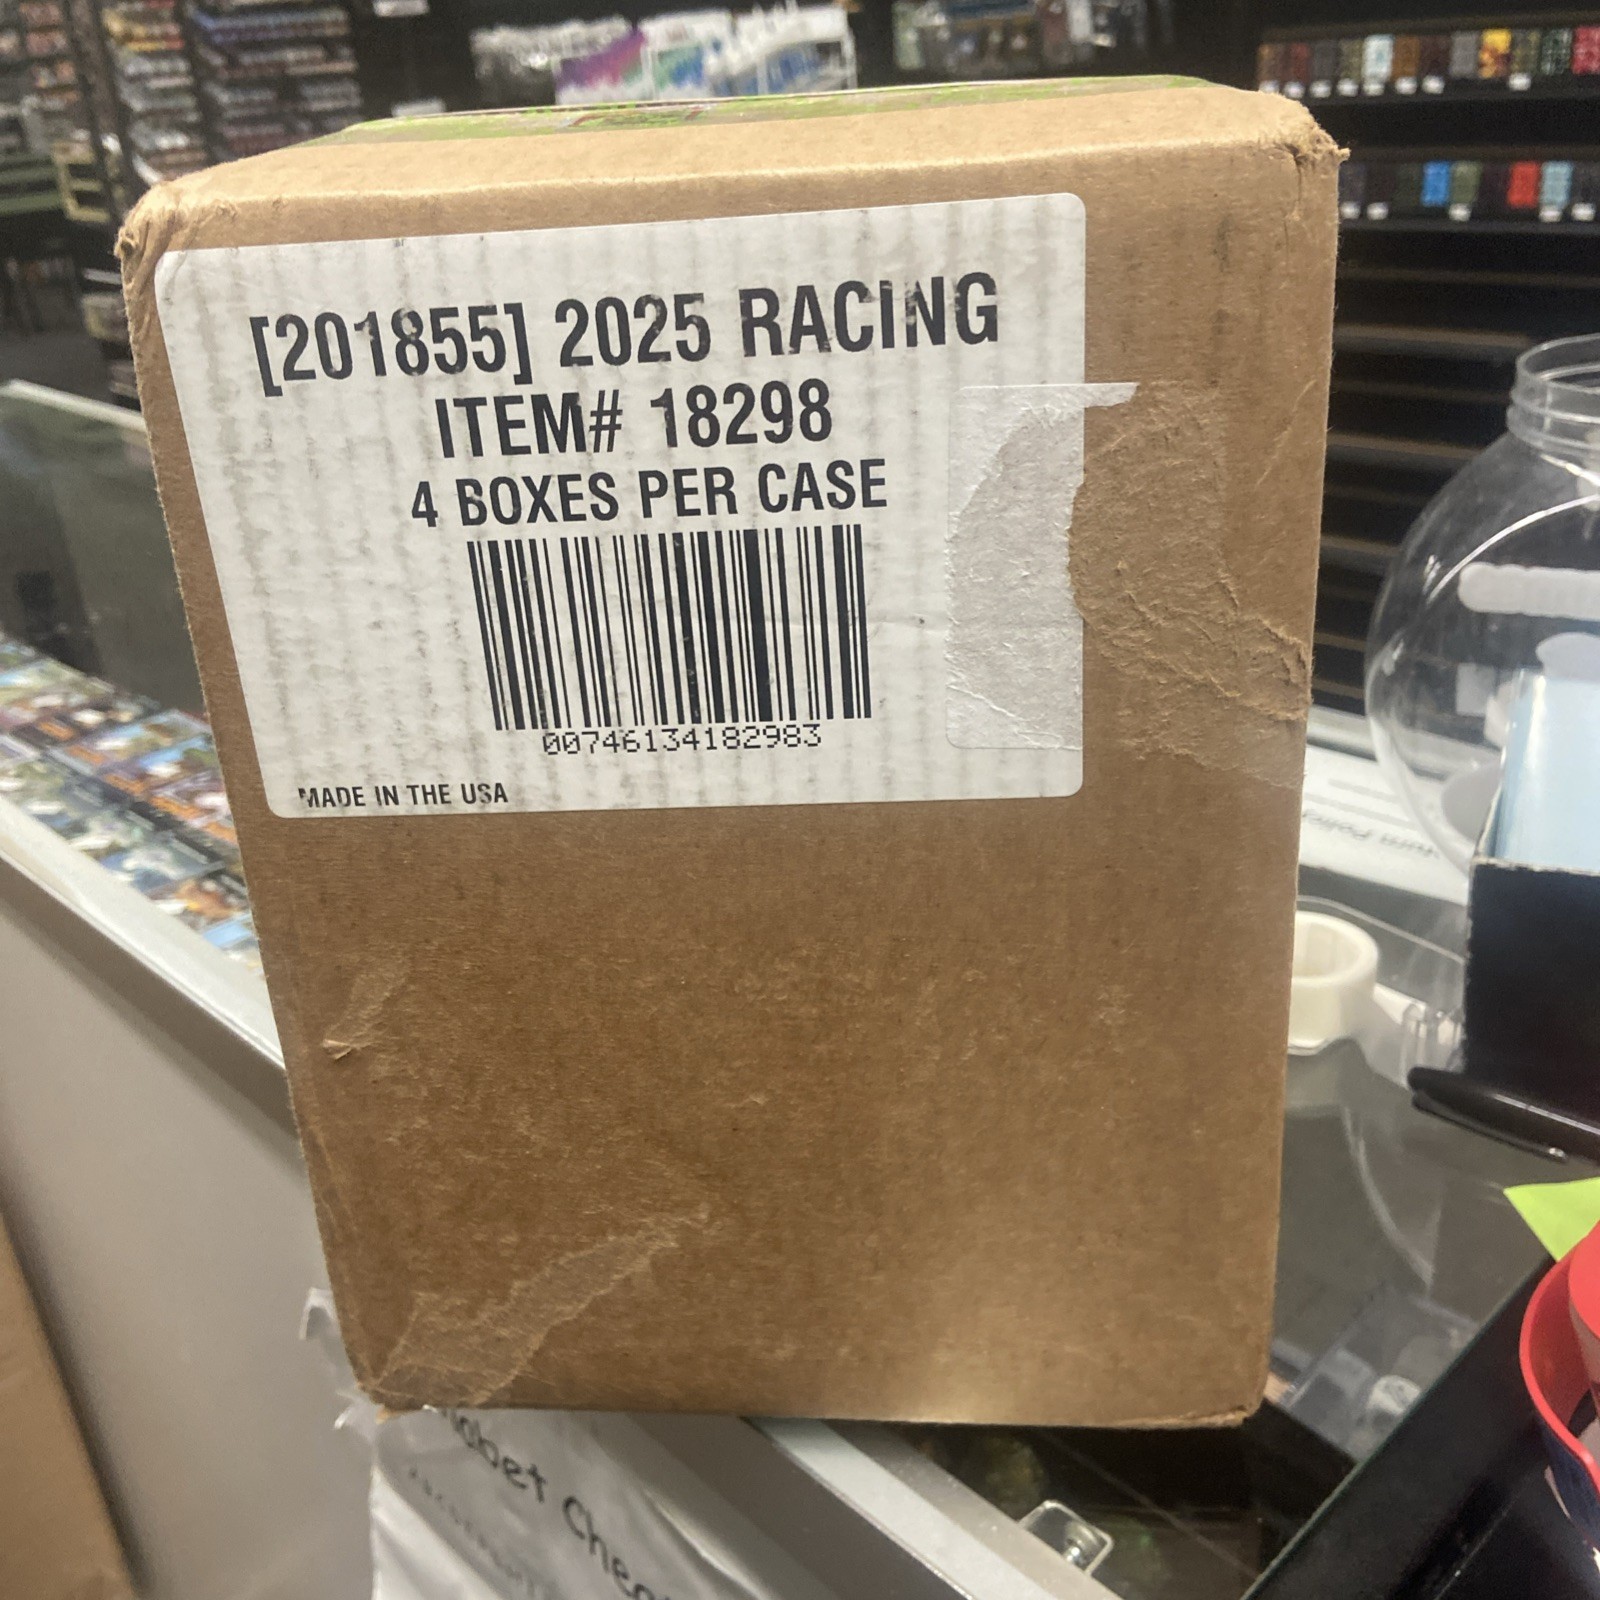 [201855] 2025 RACING
ITEM# 18298
4 BOXES PER CASE
00746134182983
MADE IN THE USA